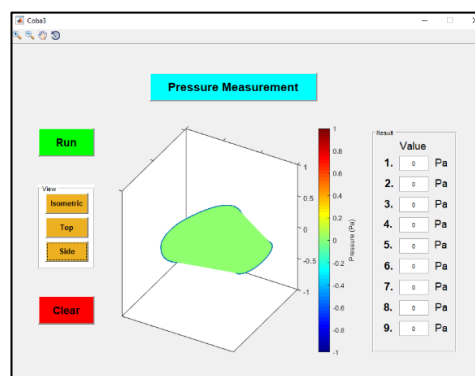 Coba3
Pressure Measurement
Run
View
Isometric
Top
Side
Clear
1
0.5
0
-0.5
-1
1
0.8
0.6
0.4
0.2
0
-0.2
-0.4
-0.6
-0.8
-1
Pressure (Pa)
Result
Value
1. 0 Pa
2. 0 Pa
3. 0 Pa
4. 0 Pa
5. 0 Pa
6. 0 Pa
7. 0 Pa
8. 0 Pa
9. 0 Pa